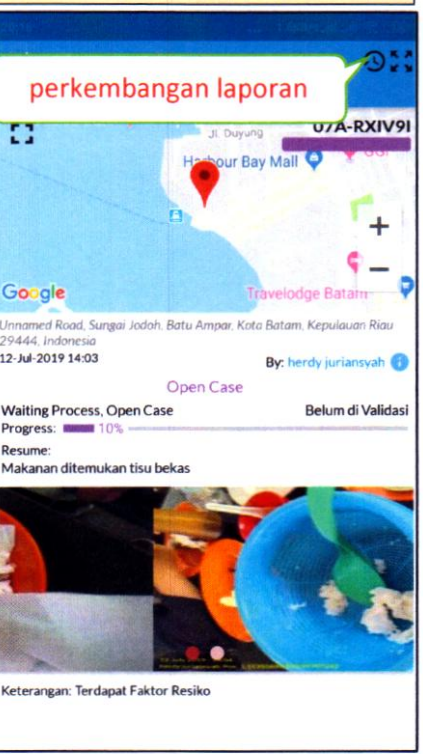 perkembangan laporan
07A-RXIV9I
Jl. Duyung
Harbour Bay Mall
GGI
+
−
Google
Travelodge Batam
Unnamed Road, Sungai Jodoh, Batu Ampar, Kota Batam, Kepulauan Riau
29444, Indonesia
12-Jul-2019 14:03
By: herdy juriansyah
Open Case
Waiting Process, Open Case
Belum di Validasi
Progress: 10%
Resume:
Makanan ditemukan tisu bekas
Keterangan: Terdapat Faktor Resiko